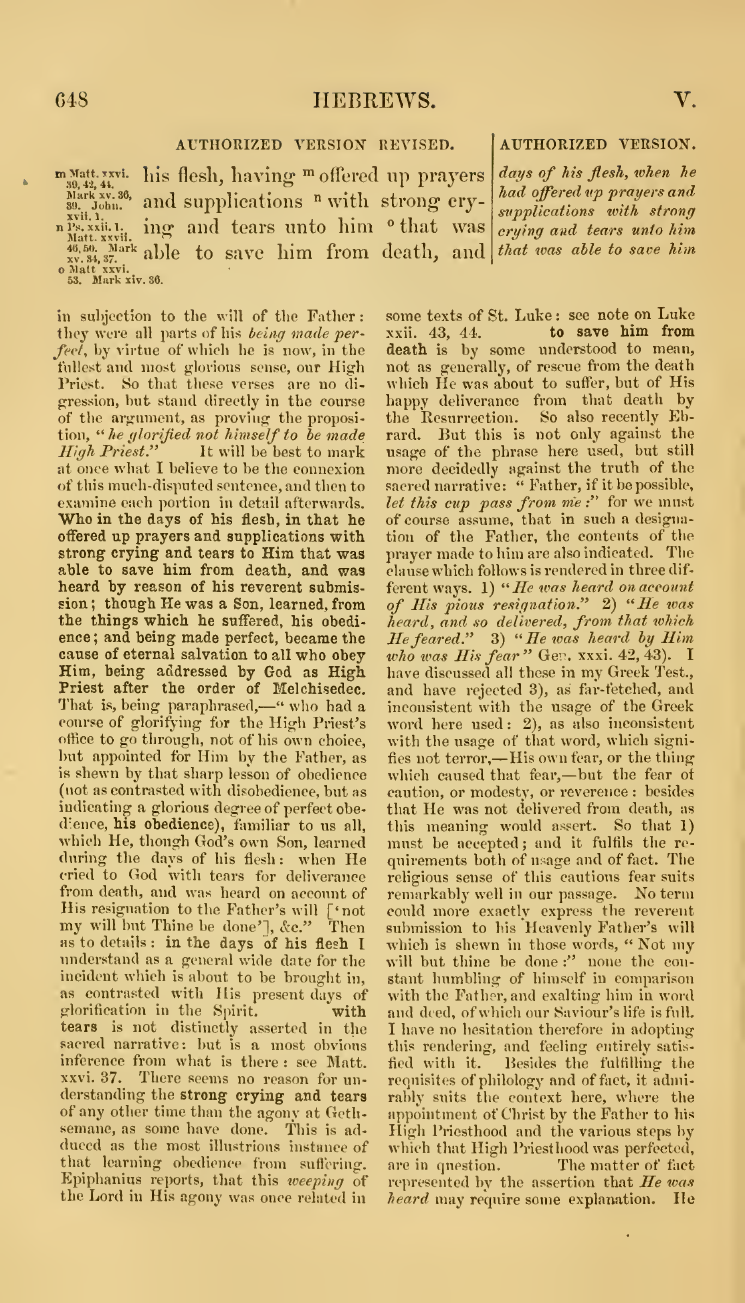 648
HEBREWS.
V.
AUTHORIZED VERSION REVISED.
m Matt. xxvi.
39, 42, 44.
Mark xv. 36,
39. John.
xvii. 1.
n Ps. xxii. 1.
Matt. xxvii.
46, 50. Mark
xv. 34, 37.
o Matt xxvi.
53. Mark xiv. 36.
his flesh, having m offered up prayers
and supplications n with strong cry-
ing and tears unto him o that was
able to save him from death, and
AUTHORIZED VERSION.
days of his flesh, when he
had offered up prayers and
supplications with strong
crying and tears unto him
that was able to save him
in subjection to the will of the Father:
they were all parts of his being made per-
fect, by virtue of which he is now, in the
fullest and most glorious sense, our High
Priest. So that these verses are no di-
gression, but stand directly in the course
of the argument, as proving the proposi-
tion, “he glorified not himself to be made
High Priest.” It will be best to mark
at once what I believe to be the connexion
of this much-disputed sentence, and then to
examine each portion in detail afterwards.
Who in the days of his flesh, in that he
offered up prayers and supplications with
strong crying and tears to Him that was
able to save him from death, and was
heard by reason of his reverent submis-
sion; though He was a Son, learned, from
the things which he suffered, his obedi-
ence; and being made perfect, became the
cause of eternal salvation to all who obey
Him, being addressed by God as High
Priest after the order of Melchisedec.
That is, being paraphrased,—“who had a
course of glorifying for the High Priest's
office to go through, not of his own choice,
but appointed for Him by the Father, as
is shewn by that sharp lesson of obedience
(not as contrasted with disobedience, but as
indicating a glorious degree of perfect obe-
dience, his obedience), familiar to us all,
which He, though God's own Son, learned
during the days of his flesh: when He
cried to God with tears for deliverance
from death, and was heard on account of
His resignation to the Father's will [‘not
my will but Thine be done’], &c.” Then
as to details: in the days of his flesh I
understand as a general wide date for the
incident which is about to be brought in,
as contrasted with His present days of
glorification in the Spirit. with
tears is not distinctly asserted in the
sacred narrative: but is a most obvious
inference from what is there: see Matt.
xxvi. 37. There seems no reason for un-
derstanding the strong crying and tears
of any other time than the agony at Geth-
semane, as some have done. This is ad-
duced as the most illustrious instance of
that learning obedience from suffering.
Epiphanius reports, that this weeping of
the Lord in His agony was once related in
some texts of St. Luke: see note on Luke
xxii. 43, 44. to save him from
death is by some understood to mean,
not as generally, of rescue from the death
which He was about to suffer, but of His
happy deliverance from that death by
the Resurrection. So also recently Eb-
rard. But this is not only against the
usage of the phrase here used, but still
more decidedly against the truth of the
sacred narrative: “Father, if it be possible,
let this cup pass from me:” for we must
of course assume, that in such a designa-
tion of the Father, the contents of the
prayer made to him are also indicated. The
clause which follows is rendered in three dif-
ferent ways. 1) “He was heard on account
of His pious resignation.” 2) “He was
heard, and so delivered, from that which
He feared.” 3) “He was heard by Him
who was His fear” Gen. xxxi. 42, 43). I
have discussed all these in my Greek Test.,
and have rejected 3), as far-fetched, and
inconsistent with the usage of the Greek
word here used: 2), as also inconsistent
with the usage of that word, which signi-
fies not terror,—His own fear, or the thing
which caused that fear,—but the fear of
caution, or modesty, or reverence: besides
that He was not delivered from death, as
this meaning would assert. So that 1)
must be accepted; and it fulfils the re-
quirements both of usage and of fact. The
religious sense of this cautious fear suits
remarkably well in our passage. No term
could more exactly express the reverent
submission to his Heavenly Father's will
which is shewn in those words, “Not my
will but thine be done:” none the con-
stant humbling of himself in comparison
with the Father, and exalting him in word
and deed, of which our Saviour's life is full.
I have no hesitation therefore in adopting
this rendering, and feeling entirely satis-
fied with it. Besides the fulfilling the
requisites of philology and of fact, it admi-
rably suits the context here, where the
appointment of Christ by the Father to his
High Priesthood and the various steps by
which that High Priesthood was perfected,
are in question. The matter of fact
represented by the assertion that He was
heard may require some explanation. He